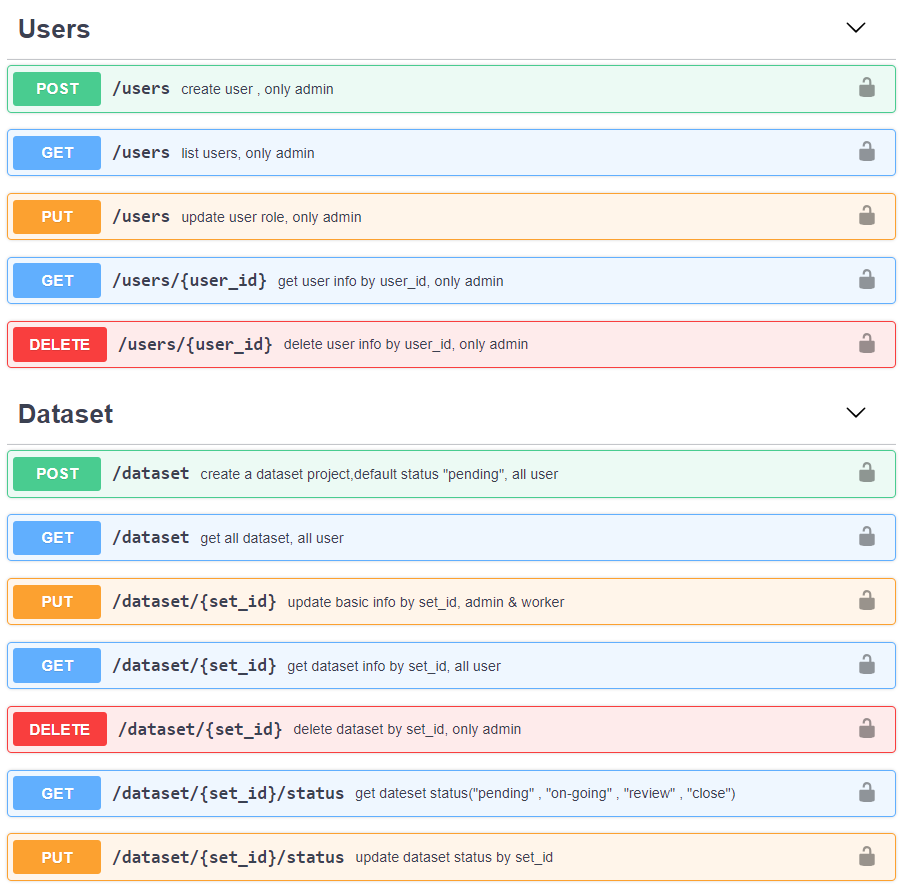 Users
POST /users create user , only admin
GET /users list users, only admin
PUT /users update user role, only admin
GET /users/{user_id} get user info by user_id, only admin
DELETE /users/{user_id} delete user info by user_id, only admin
Dataset
POST /dataset create a dataset project,default status "pending", all user
GET /dataset get all dataset, all user
PUT /dataset/{set_id} update basic info by set_id, admin & worker
GET /dataset/{set_id} get dataset info by set_id, all user
DELETE /dataset/{set_id} delete dataset by set_id, only admin
GET /dataset/{set_id}/status get dateset status("pending" , "on-going" , "review" , "close")
PUT /dataset/{set_id}/status update dataset status by set_id